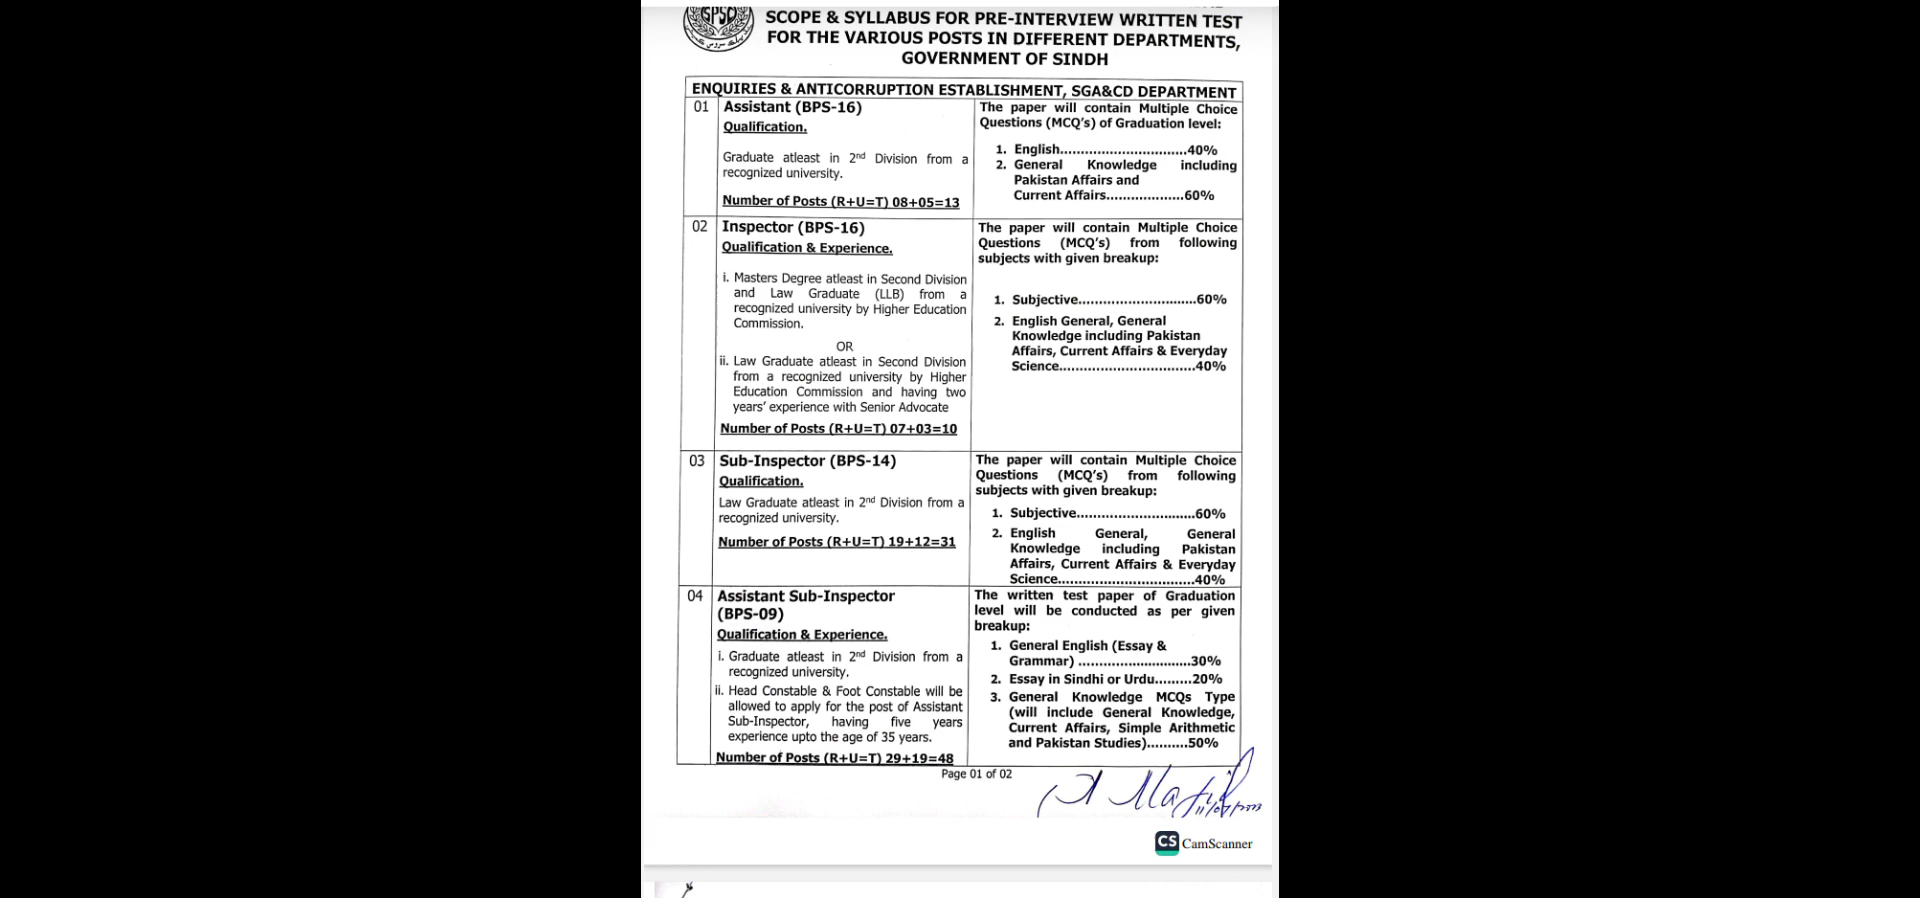 SPSC
SCOPE & SYLLABUS FOR PRE-INTERVIEW WRITTEN TEST
FOR THE VARIOUS POSTS IN DIFFERENT DEPARTMENTS,
GOVERNMENT OF SINDH
ENQUIRIES & ANTICORRUPTION ESTABLISHMENT, SGA&CD DEPARTMENT
01
Assistant (BPS-16)
Qualification.
Graduate atleast in 2nd Division from a
recognized university.
Number of Posts (R+U=T) 08+05=13
The paper will contain Multiple Choice
Questions (MCQ's) of Graduation level:
1. English................................40%
2. General Knowledge including
Pakistan Affairs and
Current Affairs...................60%
02
Inspector (BPS-16)
Qualification & Experience.
i. Masters Degree atleast in Second Division
and Law Graduate (LLB) from a
recognized university by Higher Education
Commission.
OR
ii. Law Graduate atleast in Second Division
from a recognized university by Higher
Education Commission and having two
years' experience with Senior Advocate
Number of Posts (R+U=T) 07+03=10
The paper will contain Multiple Choice
Questions (MCQ's) from following
subjects with given breakup:
1. Subjective.............................60%
2. English General, General
Knowledge including Pakistan
Affairs, Current Affairs & Everyday
Science..................................40%
03
Sub-Inspector (BPS-14)
Qualification.
Law Graduate atleast in 2nd Division from a
recognized university.
Number of Posts (R+U=T) 19+12=31
The paper will contain Multiple Choice
Questions (MCQ's) from following
subjects with given breakup:
1. Subjective.............................60%
2. English General, General
Knowledge including Pakistan
Affairs, Current Affairs & Everyday
Science..................................40%
04
Assistant Sub-Inspector
(BPS-09)
Qualification & Experience.
i. Graduate atleast in 2nd Division from a
recognized university.
ii. Head Constable & Foot Constable will be
allowed to apply for the post of Assistant
Sub-Inspector, having five years
experience upto the age of 35 years.
Number of Posts (R+U=T) 29+19=48
The written test paper of Graduation
level will be conducted as per given
breakup:
1. General English (Essay &
Grammar) ............................30%
2. Essay in Sindhi or Urdu.........20%
3. General Knowledge MCQs Type
(will include General Knowledge,
Current Affairs, Simple Arithmetic
and Pakistan Studies)..........50%
Page 01 of 02
CS CamScanner